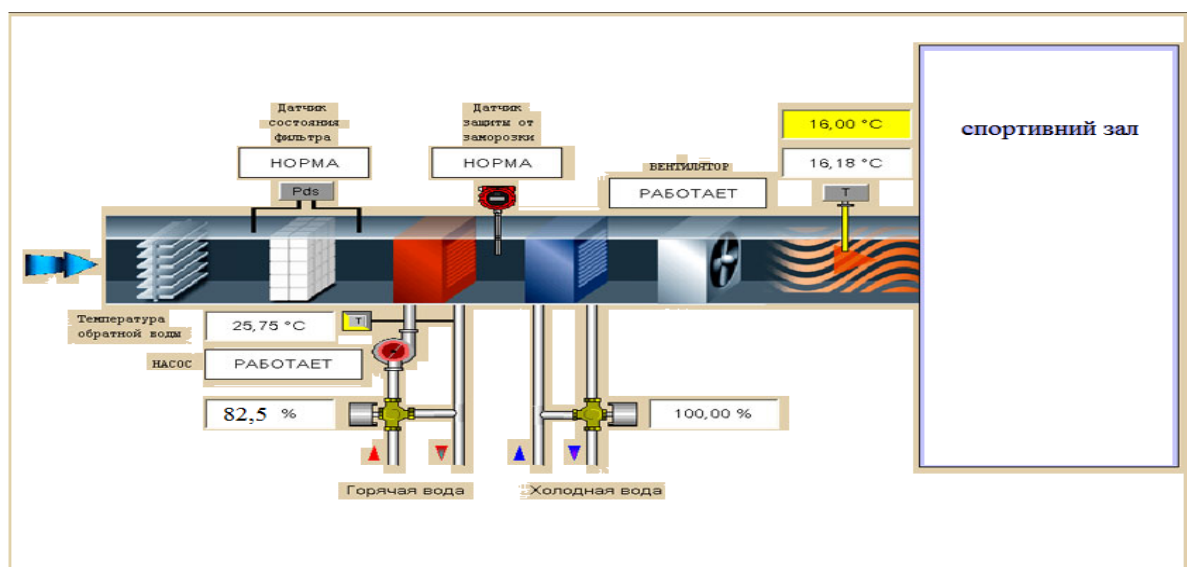 Датчик
состояния
фильтра
НОРМА
Pds
Датчик
защиты от
заморозки
НОРМА
ВЕНТИЛЯТОР
РАБОТАЕТ
16,00 °C
16,18 °C
T
спортивний зал
Температура
обратной воды
25,75 °C
T
НАСОС
РАБОТАЕТ
82,5 %
100,00 %
Горячая вода
Холодная вода